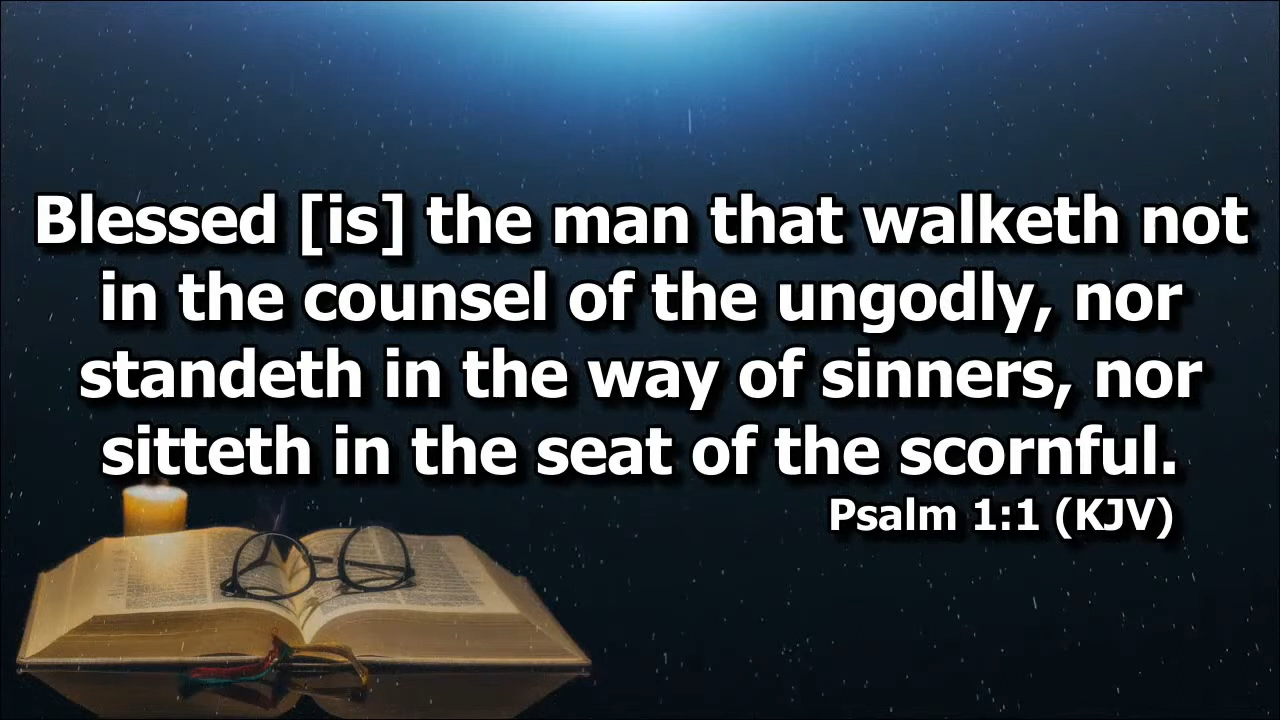 Blessed [is] the man that walketh not
in the counsel of the ungodly, nor
standeth in the way of sinners, nor
sitteth in the seat of the scornful.
Psalm 1:1 (KJV)